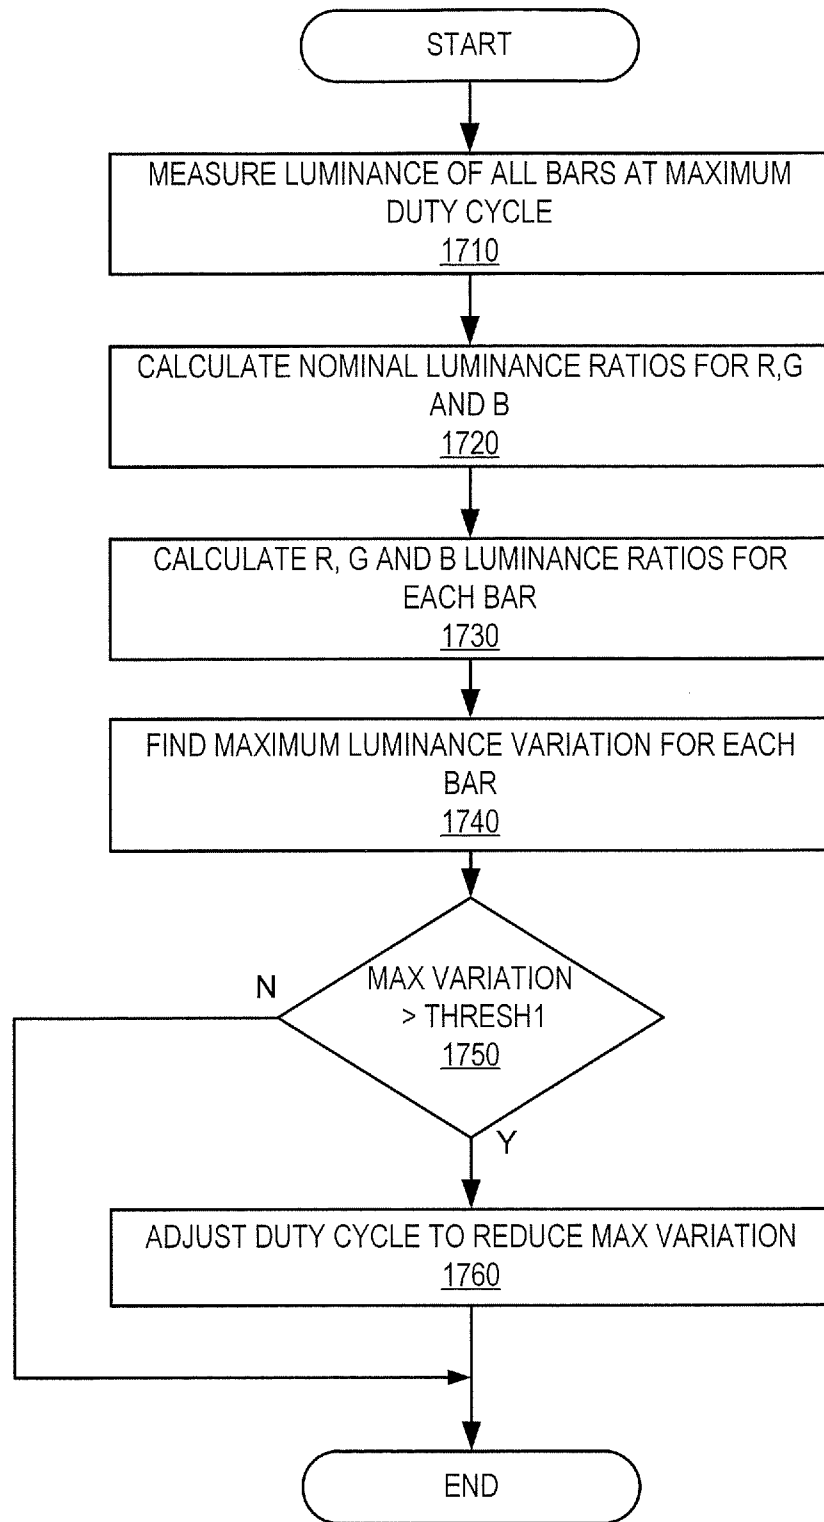 START
MEASURE LUMINANCE OF ALL BARS AT MAXIMUM
DUTY CYCLE
1710
CALCULATE NOMINAL LUMINANCE RATIOS FOR R,G
AND B
1720
CALCULATE R, G AND B LUMINANCE RATIOS FOR
EACH BAR
1730
FIND MAXIMUM LUMINANCE VARIATION FOR EACH
BAR
1740
MAX VARIATION
> THRESH1
1750
N
Y
ADJUST DUTY CYCLE TO REDUCE MAX VARIATION
1760
END